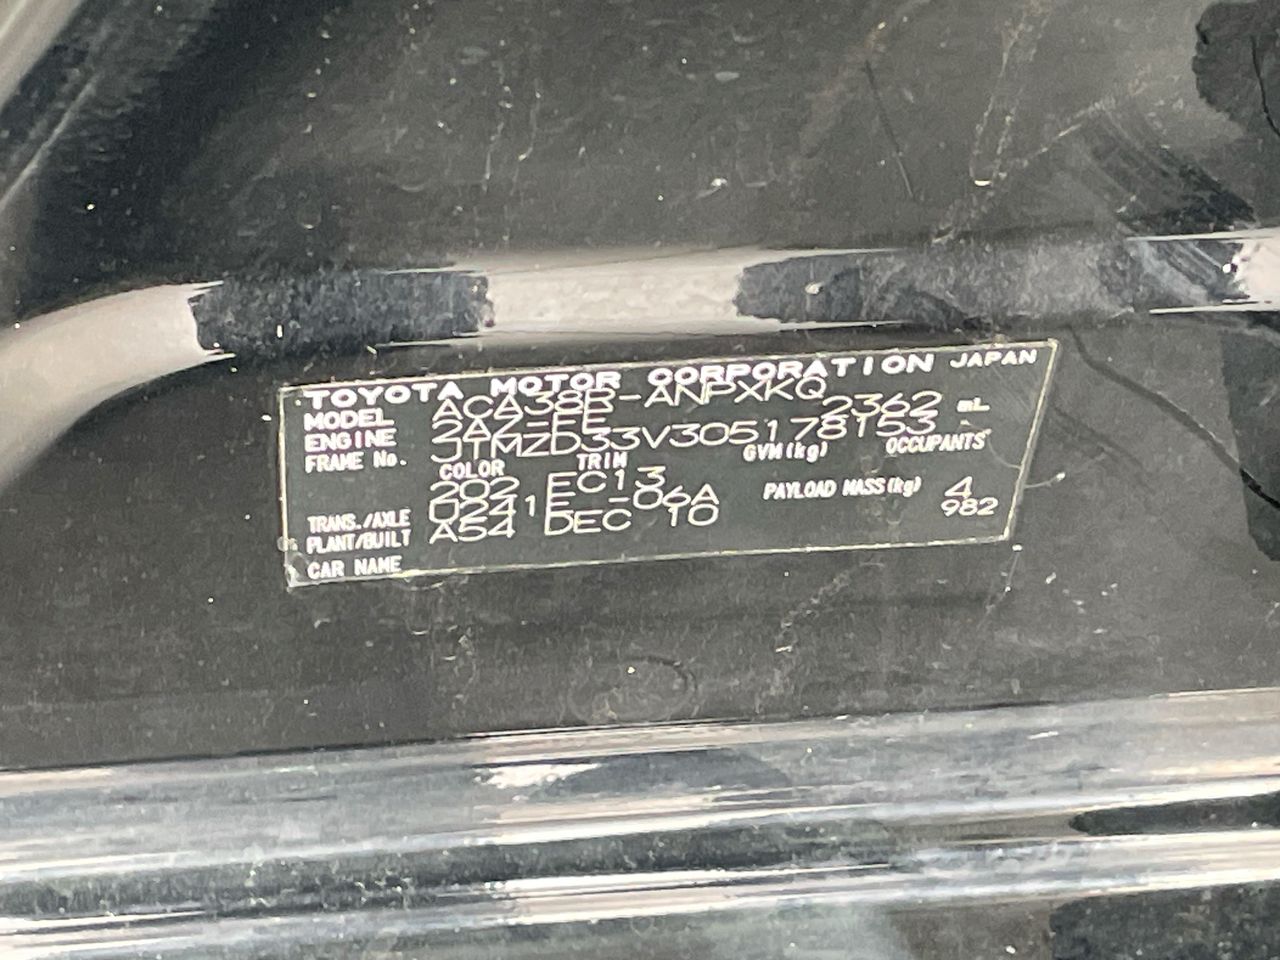 TOYOTA MOTOR CORPORATION JAPAN
MODEL ACA38R-ANPXKQ
ENGINE 2AZ-FE 2362 mL
FRAME No. JTMZD33V305178153
COLOR TRIM GVM(kg) OCCUPANTS
202 EC13
TRANS./AXLE U241E -06A PAYLOAD MASS(kg) 4
PLANT/BUILT A54 DEC 10 982
CAR NAME